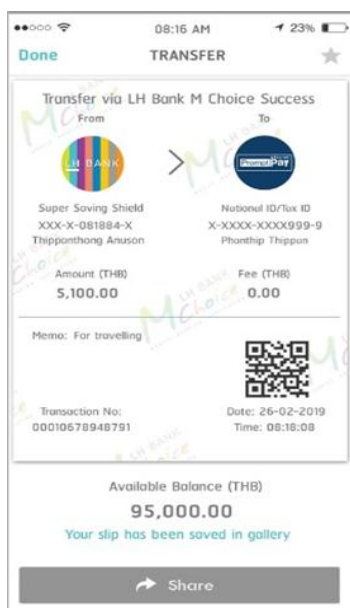 08:16 AM
23%
Done
TRANSFER
Transfer via LH Bank M Choice Success
From
To
LH BANK
PromptPay
Super Saving Shield
National ID/Tax ID
XXX-X-081884-X
X-XXXX-XXXX999-9
Thippanthong Anuson
Phanthip Thippan
Amount (THB)
Fee (THB)
5,100.00
0.00
Memo: For travelling
Transaction No:
Date: 26-02-2019
00010678948791
Time: 08:18:08
Available Balance (THB)
95,000.00
Your slip has been saved in gallery
Share